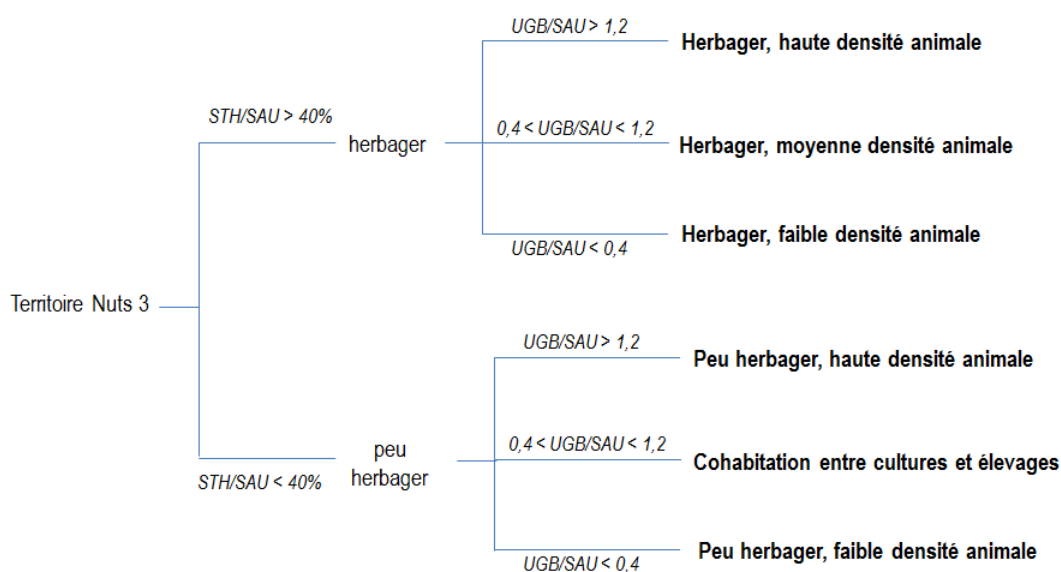 UGB/SAU > 1,2
Herbager, haute densité animale
STH/SAU > 40%
herbager
0,4 < UGB/SAU < 1,2
Herbager, moyenne densité animale
UGB/SAU < 0,4
Herbager, faible densité animale
Territoire Nuts 3
UGB/SAU > 1,2
Peu herbager, haute densité animale
STH/SAU < 40%
peu
herbager
0,4 < UGB/SAU < 1,2
Cohabitation entre cultures et élevages
UGB/SAU < 0,4
Peu herbager, faible densité animale